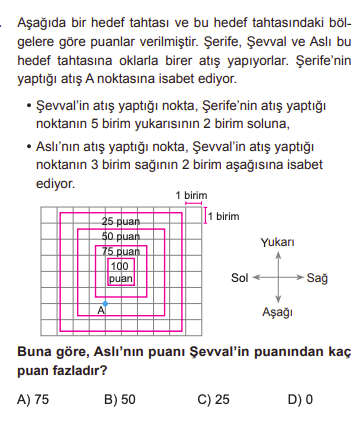 Aşağıda bir hedef tahtası ve bu hedef tahtasındaki böl-
gelere göre puanlar verilmiştir. Şerife, Şevval ve Aslı bu
hedef tahtasına oklarla birer atış yapıyorlar. Şerife'nin
yaptığı atış A noktasına isabet ediyor.
• Şevval'in atış yaptığı nokta, Şerife'nin atış yaptığı
noktanın 5 birim yukarısının 2 birim soluna,
• Aslı'nın atış yaptığı nokta, Şevval'in atış yaptığı
noktanın 3 birim sağının 2 birim aşağısına isabet
ediyor.
1 birim
1 birim
25 puan
50 puan
75 puan
100
puan
A
Yukarı
Sol
Sağ
Aşağı
Buna göre, Aslı'nın puanı Şevval'in puanından kaç
puan fazladır?
A) 75 B) 50 C) 25 D) 0